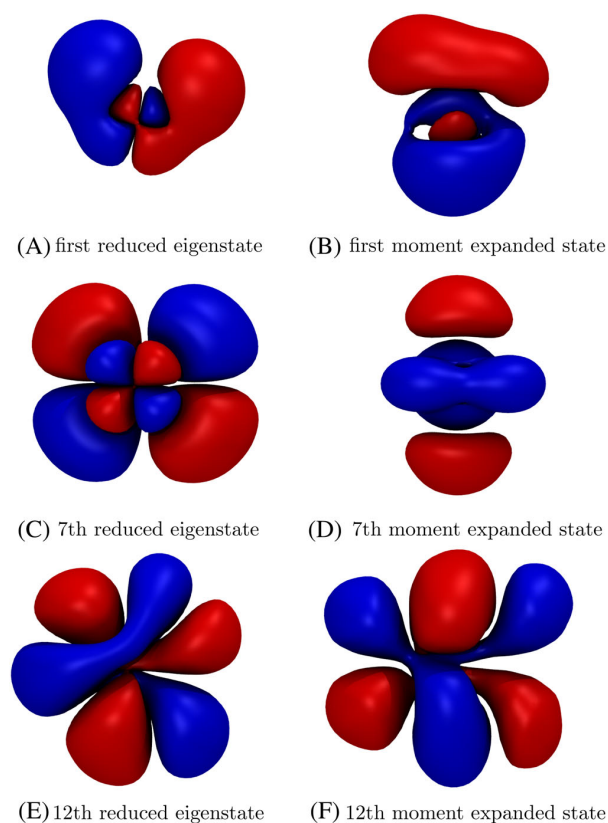 (A) first reduced eigenstate
(B) first moment expanded state
(C) 7th reduced eigenstate
(D) 7th moment expanded state
(E) 12th reduced eigenstate
(F) 12th moment expanded state